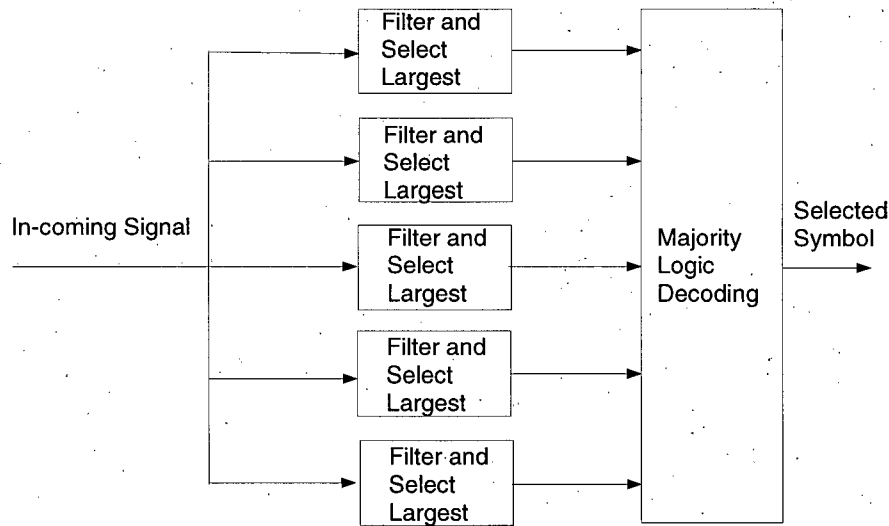 Filter and
Select
Largest
Filter and
Select
Largest
In-coming Signal
Filter and
Select
Largest
Majority
Logic
Decoding
Selected
Symbol
Filter and
Select
Largest
Filter and
Select
Largest